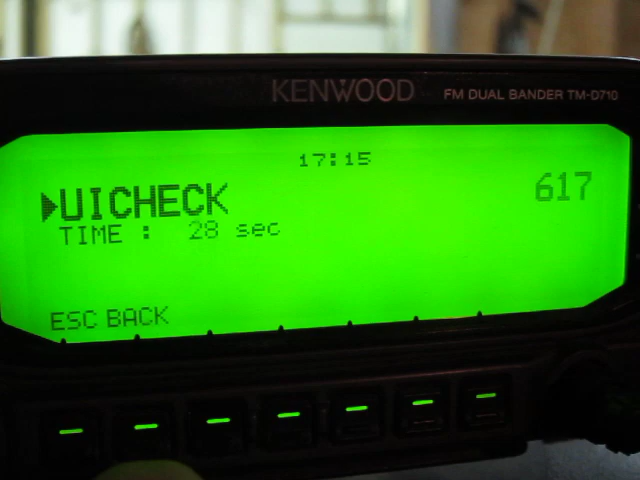 KENWOOD FM DUAL BANDER TM-D710
17:15
UICHECK 617
TIME : 28 sec
ESC BACK